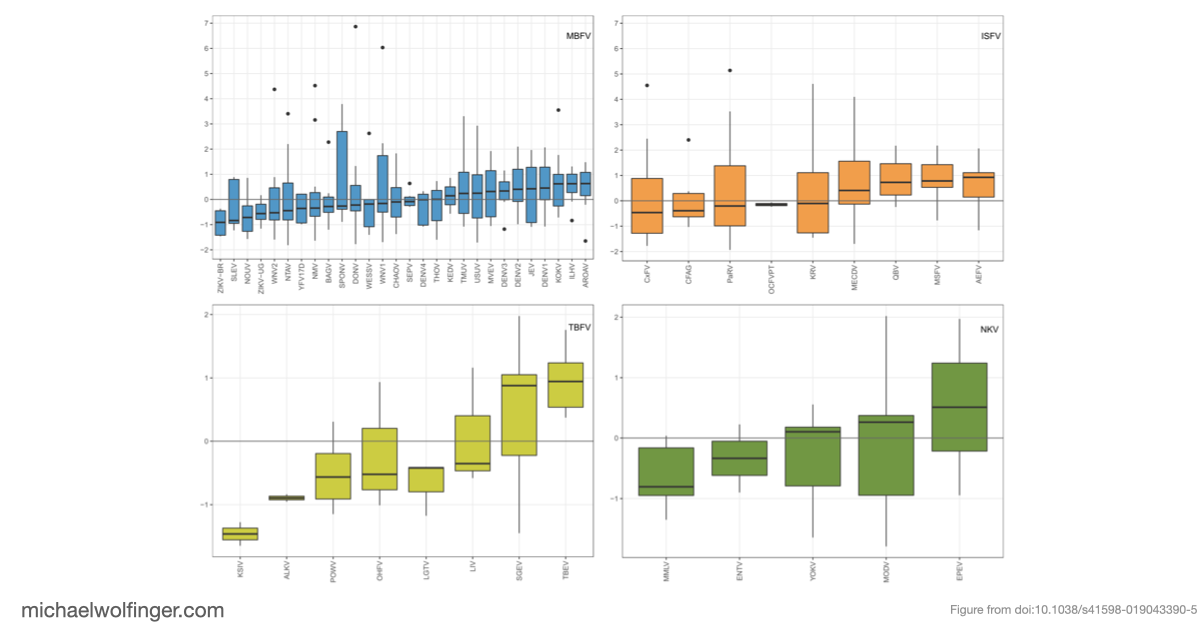 7
6
5
4
3
2
1
0
−1
−2
MBFV
ZIKV−BR
SLEV
NOUV
ZIKV−UG
WNV2
NTAV
YFV17D
NMV
BAGV
SPONV
DONV
WESSV
WNV1
CHAOV
SEPV
DENV4
THOV
KEDV
TMUV
USUV
MVEV
DENV3
DENV2
JEV
DENV1
KOKV
ILHV
AROAV
7
6
5
4
3
2
1
0
−1
−2
ISFV
CxFV
CFAG
PaRV
OCFVPT
KRV
MECDV
QBV
MSFV
AEFV
2
1
0
−1
TBFV
KSIV
ALKV
POWV
OHFV
LGTV
LIV
SGEV
TBEV
2
1
0
−1
NKV
MMLV
ENTV
YOKV
MODV
EPEV
michaelwolfinger.com
Figure from doi:10.1038/s41598-019043390-5